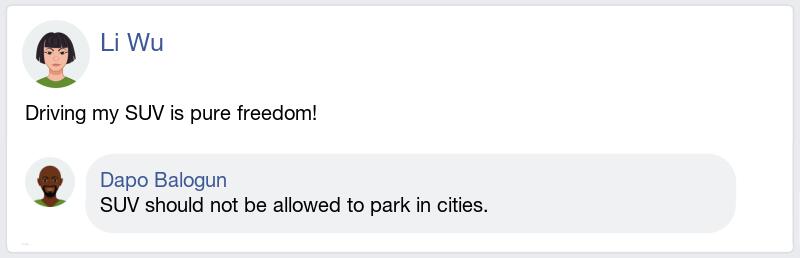 Li Wu
Driving my SUV is pure freedom!
Dapo Balogun
SUV should not be allowed to park in cities.